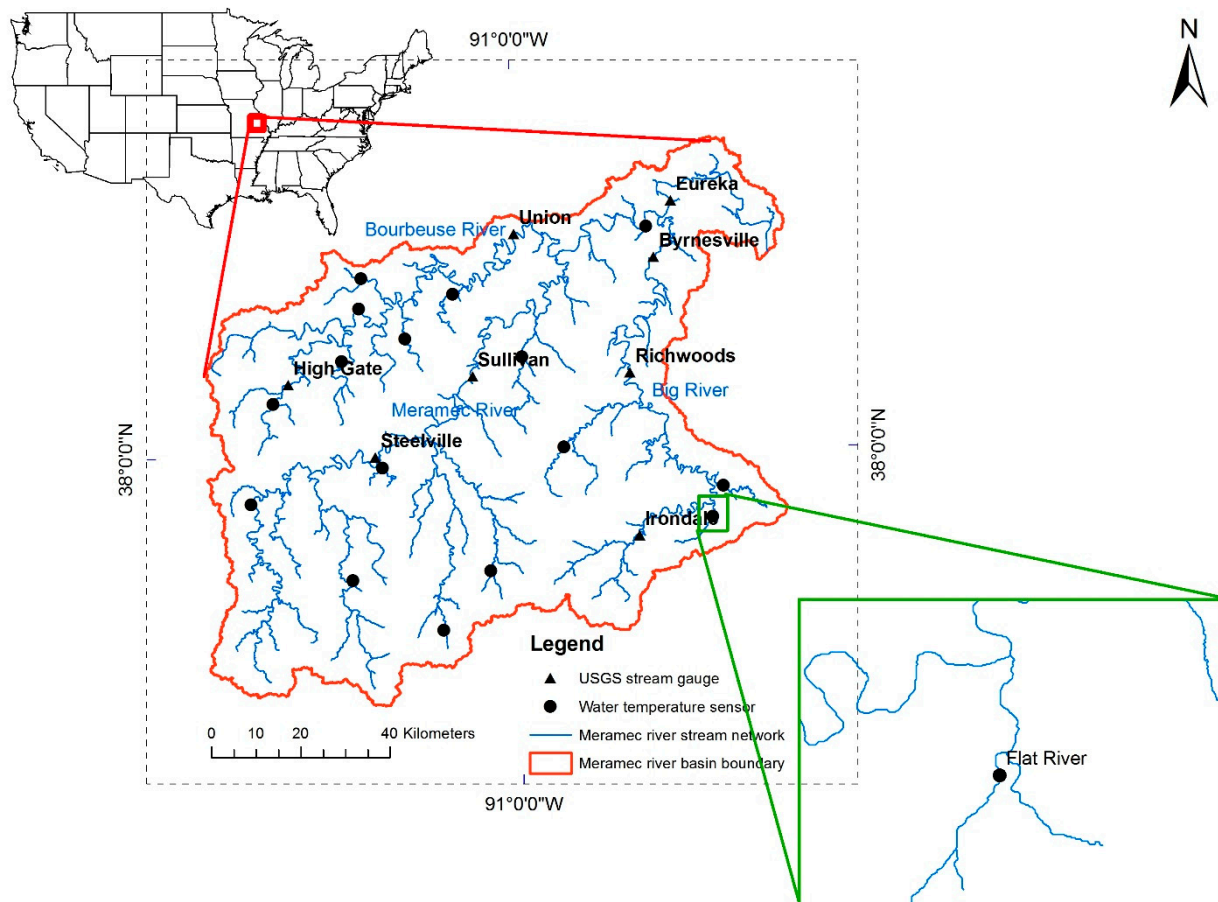 91°0'0"W
N
Eureka
Union
Bourbeuse River
Byrnesville
Richwoods
Sullivan
High Gate
Big River
Meramec River
Steelville
38°0'0"N
38°0'0"N
Irondale
Legend
USGS stream gauge
Water temperature sensor
Meramec river stream network
Meramec river basin boundary
0 10 20 40 Kilometers
Flat River
91°0'0"W